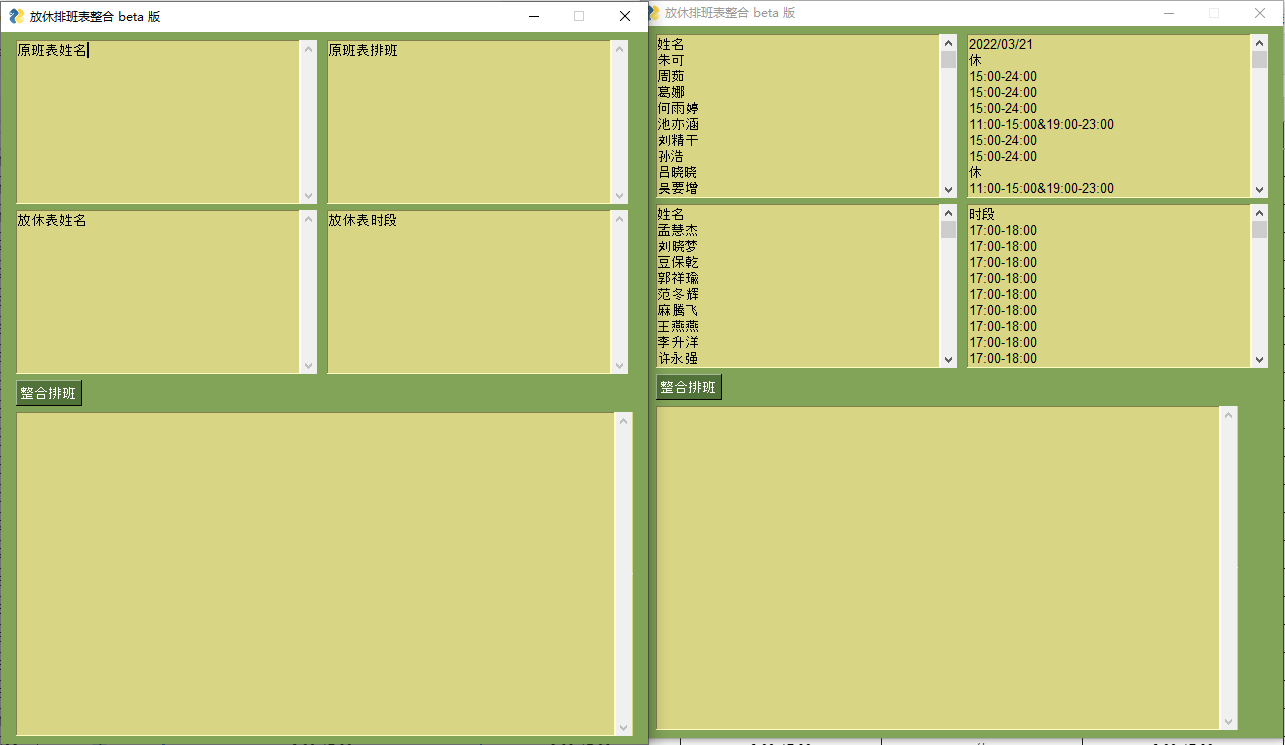 放休排班表整合 beta 版
原班表姓名
原班表排班
放休表姓名
放休表时段
整合排班
放休排班表整合 beta 版
姓名
朱可
周茹
葛娜
何雨婷
池亦涵
刘精干
孙浩
吕晓晓
吴要增
2022/03/21
休
15:00-24:00
15:00-24:00
15:00-24:00
11:00-15:00&19:00-23:00
15:00-24:00
15:00-24:00
休
11:00-15:00&19:00-23:00
姓名
孟慧杰
刘晓梦
豆保乾
郭祥瑜
范冬辉
麻腾飞
王燕燕
李升洋
许永强
时段
17:00-18:00
17:00-18:00
17:00-18:00
17:00-18:00
17:00-18:00
17:00-18:00
17:00-18:00
17:00-18:00
17:00-18:00
整合排班